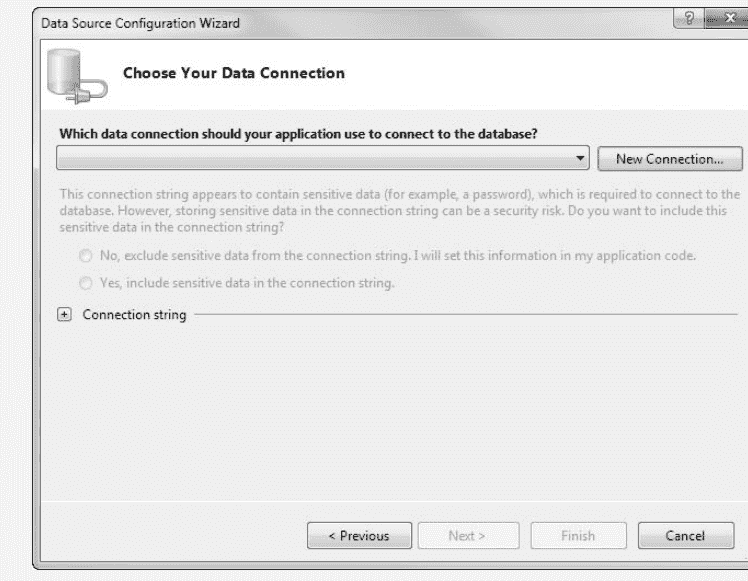 Data Source Configuration Wizard
Choose Your Data Connection
Which data connection should your application use to connect to the database?
New Connection...
This connection string appears to contain sensitive data (for example, a password), which is required to connect to the
database. However, storing sensitive data in the connection string can be a security risk. Do you want to include this
sensitive data in the connection string?
No, exclude sensitive data from the connection string. I will set this information in my application code.
Yes, include sensitive data in the connection string.
Connection string
< Previous Next > Finish Cancel